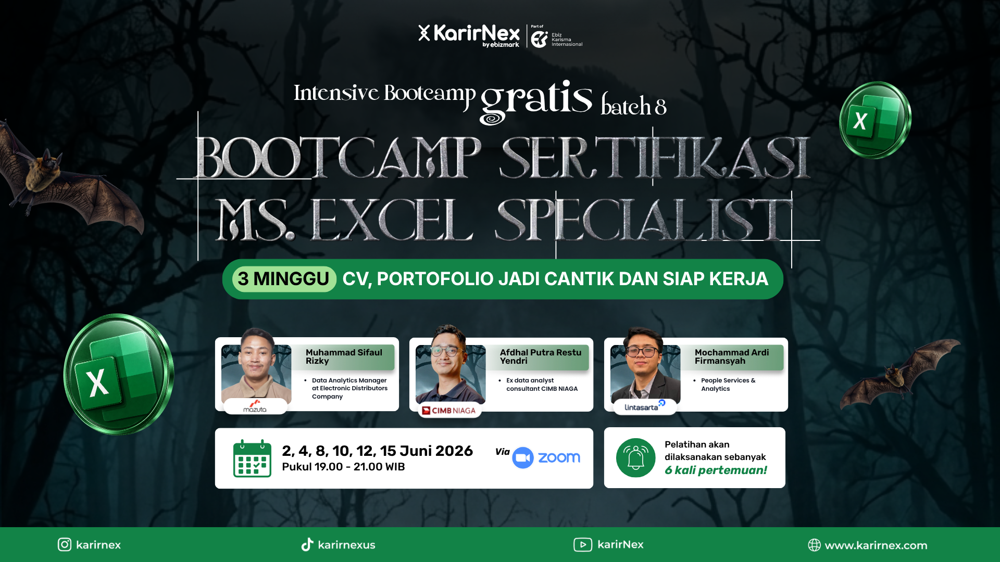 KarirNex
by ebizmark
Part of
Ebiz
Karisma
Internasional
Intensive Bootcamp gratis batch 8
BOOTCAMP SERTIFIKASI
MS. EXCEL SPECIALIST
3 MINGGU CV, PORTOFOLIO JADI CANTIK DAN SIAP KERJA
Muhammad Sifaul
Rizky
• Data Analytics Manager
at Electronic Distributors
Company
mazuta
Afdhal Putra Restu
Yendri
• Ex data analyst
consultant CIMB NIAGA
CIMB NIAGA
Mochammad Ardi
Firmansyah
• People Services &
Analytics
lintasarta
2, 4, 8, 10, 12, 15 Juni 2026
Pukul 19.00 - 21.00 WIB
Via zoom
Pelatihan akan
dilaksanakan sebanyak
6 kali pertemuan!
karirnex
karirnexus
karirNex
www.karirnex.com